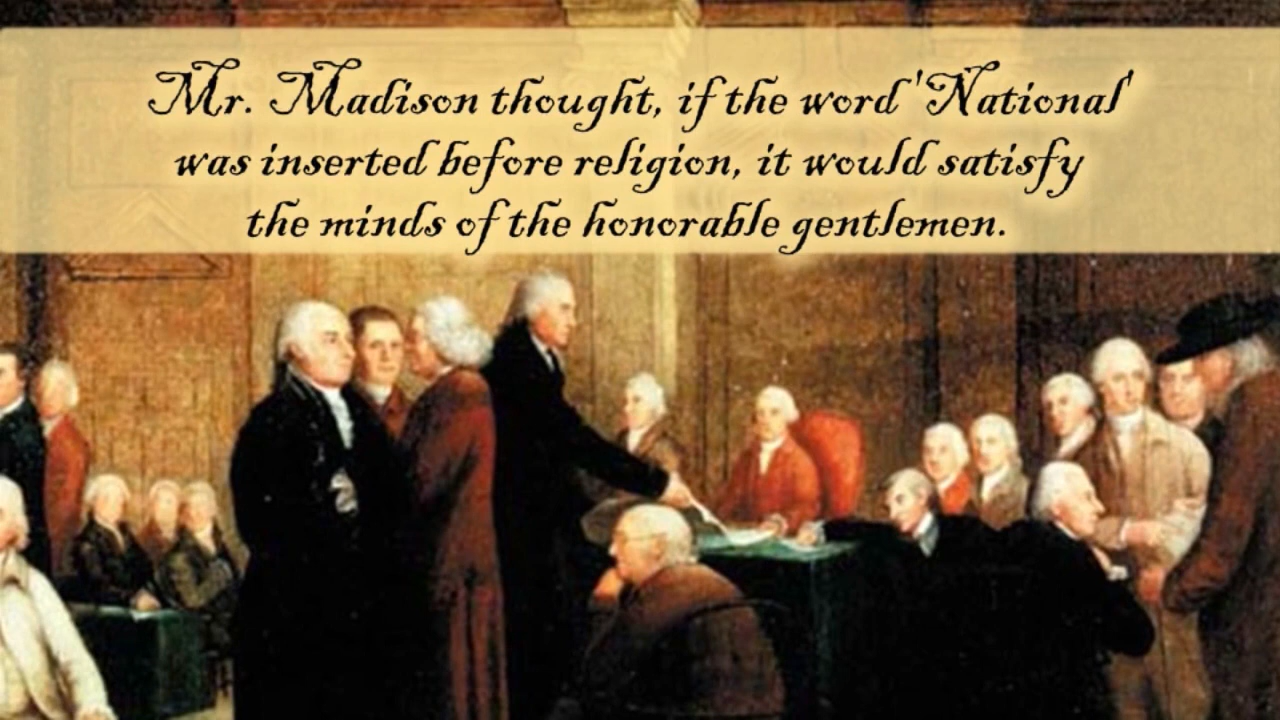 Mr. Madison thought, if the word 'National'
was inserted before religion, it would satisfy
the minds of the honorable gentlemen.